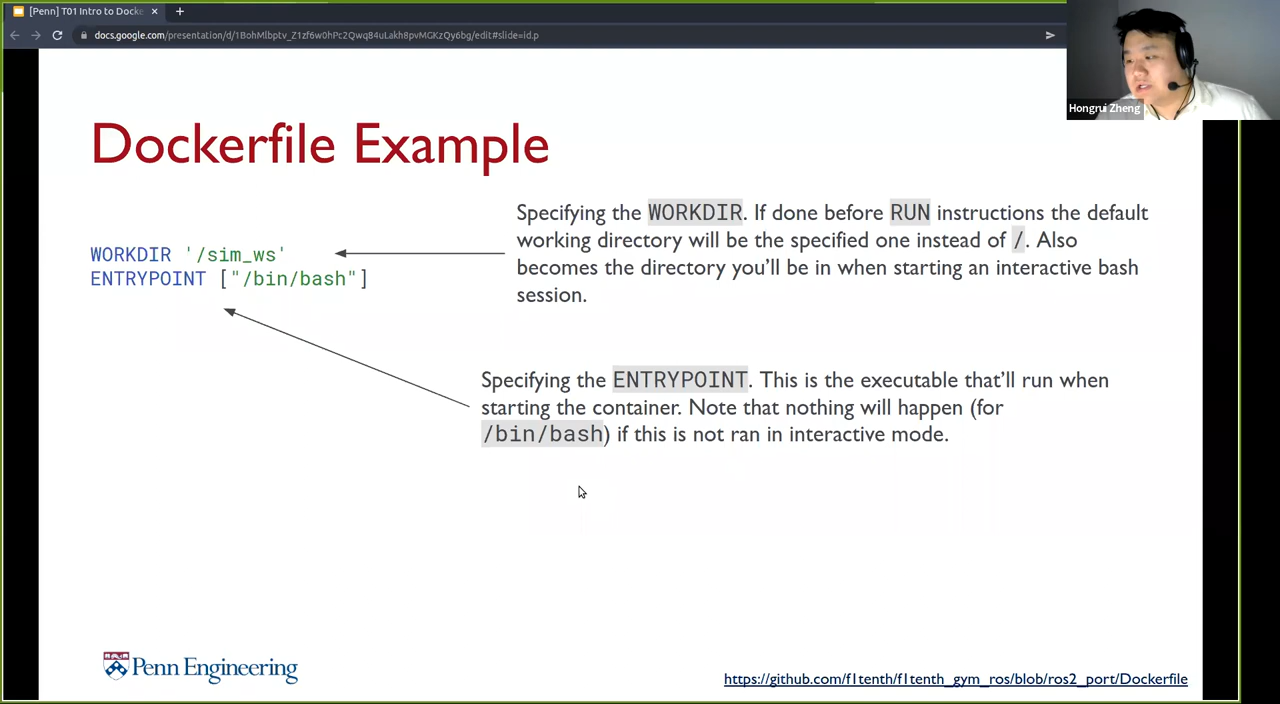 [Penn] T01 Intro to Docke
docs.google.com/presentation/d/1BohMlbptv_Z1zf6w0hPc2Qwq84uLakh8pvMGKzQy6bg/edit#slide=id.p
Hongrui Zheng
Dockerfile Example
WORKDIR '/sim_ws'
ENTRYPOINT ["/bin/bash"]
Specifying the WORKDIR. If done before RUN instructions the default
working directory will be the specified one instead of /. Also
becomes the directory you'll be in when starting an interactive bash
session.
Specifying the ENTRYPOINT. This is the executable that'll run when
starting the container. Note that nothing will happen (for
/bin/bash) if this is not ran in interactive mode.
Penn Engineering
https://github.com/f1tenth/f1tenth_gym_ros/blob/ros2_port/Dockerfile